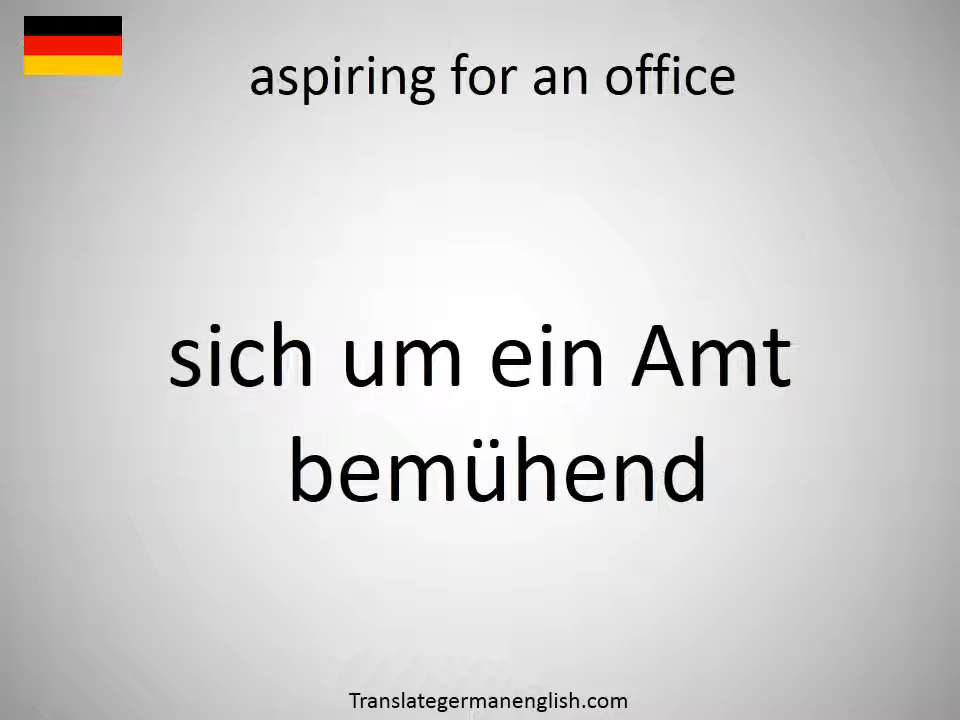 aspiring for an office
sich um ein Amt
bemühend
Translategermanenglish.com